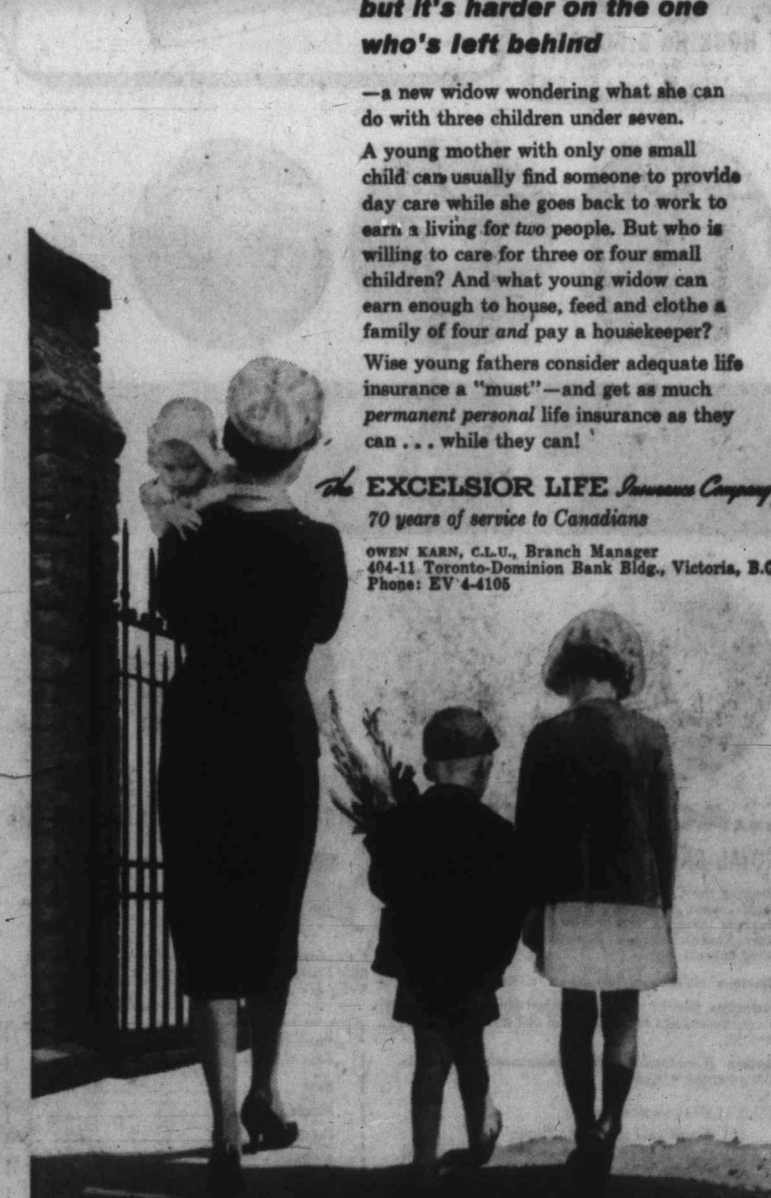 but it's harder on the one
who's left behind
—a new widow wondering what she can
do with three children under seven.
A young mother with only one small
child can usually find someone to provide
day care while she goes back to work to
earn a living for two people. But who is
willing to care for three or four small
children? And what young widow can
earn enough to house, feed and clothe a
family of four and pay a housekeeper?
Wise young fathers consider adequate life
insurance a "must"—and get as much
permanent personal life insurance as they
can . . . while they can!
The EXCELSIOR LIFE Insurance Company
70 years of service to Canadians
OWEN KARN, C.L.U., Branch Manager
404-11 Toronto-Dominion Bank Bldg., Victoria, B.C
Phone: EV 4-4105